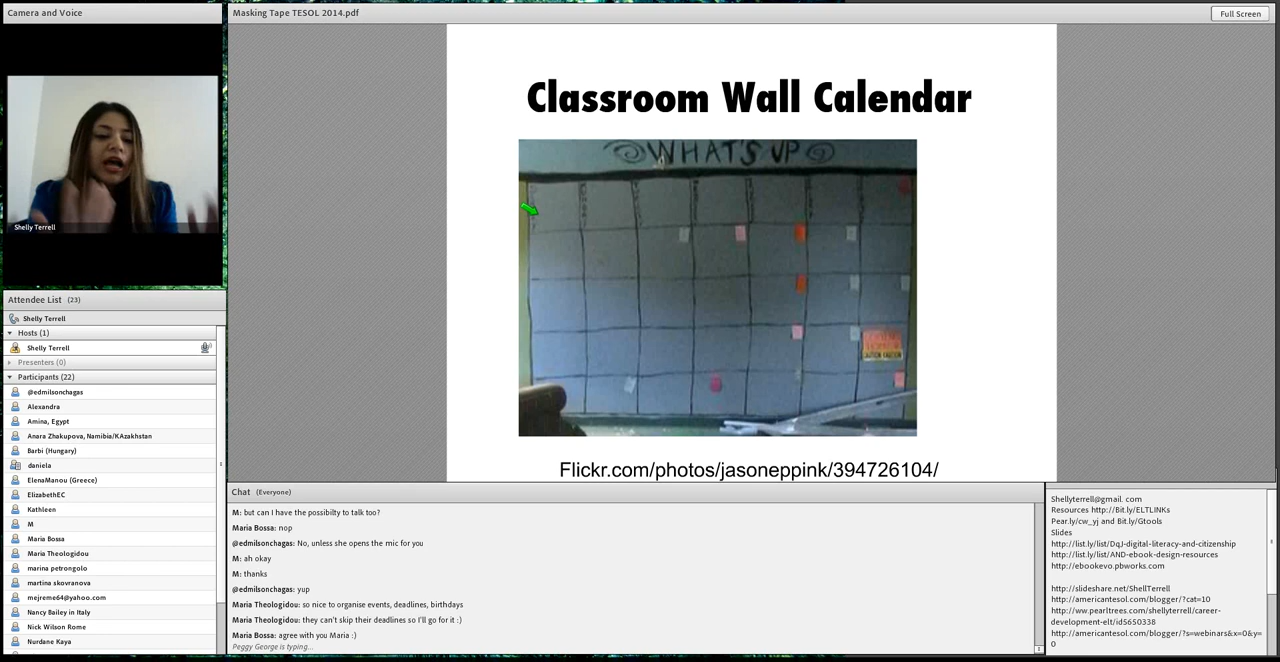 Camera and Voice
Shelly Terrell
Attendee List (23)
Shelly Terrell
Hosts (1)
Shelly Terrell
Presenters (0)
Participants (22)
@edmilsonchagas
Alexandra
Amina, Egypt
Anara Zhakupova, Namibia/KAzakhstan
Barbi (Hungary)
daniela
ElenaManou (Greece)
ElizabethEC
Kathleen
M
Maria Bossa
Maria Theologidou
marina petrongolo
martina skovranova
mejreme64@yahoo.com
Nancy Bailey in Italy
Nick Wilson Rome
Nurdane Kaya
Masking Tape TESOL 2014.pdf
Full Screen
Classroom Wall Calendar
WHAT'S UP
Flickr.com/photos/jasoneppink/394726104/
Chat (Everyone)
M: but can I have the possibilty to talk too?
Maria Bossa: nop
@edmilsonchagas: No, unless she opens the mic for you
M: ah okay
M: thanks
@edmilsonchagas: yup
Maria Theologidou: so nice to organise events, deadlines, birthdays
Maria Theologidou: they can't skip their deadlines so I'll go for it :)
Maria Bossa: agree with you Maria :)
Peggy George is typing...
Shellyterrell@gmail. com
Resources http://Bit.ly/ELTLINKs
Pear.ly/cw_yj and Bit.ly/Gtools
Slides
http://list.ly/list/DqJ-digital-literacy-and-citizenship
http://list.ly/list/AND-ebook-design-resources
http://ebookevo.pbworks.com
http://slideshare.net/ShellTerrell
http://americantesol.com/blogger/?cat=10
http://ww.pearltrees.com/shellyterrell/career-
development-elt/id5650338
http://americantesol.com/blogger/?s=webinars&x=0&y=
0